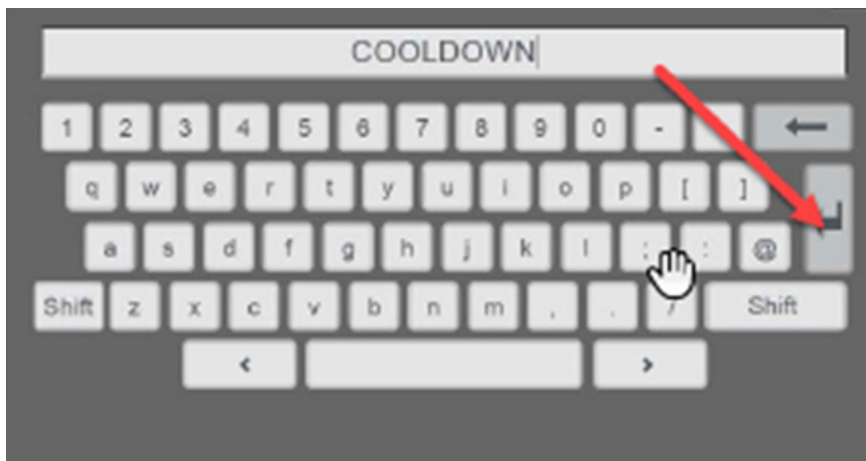 COOLDOWN
1 2 3 4 5 6 7 8 9 0 -
q w e r t y u i o p [ ]
a s d f g h j k l ; : @
Shift z x c v b n m , . / Shift
< >